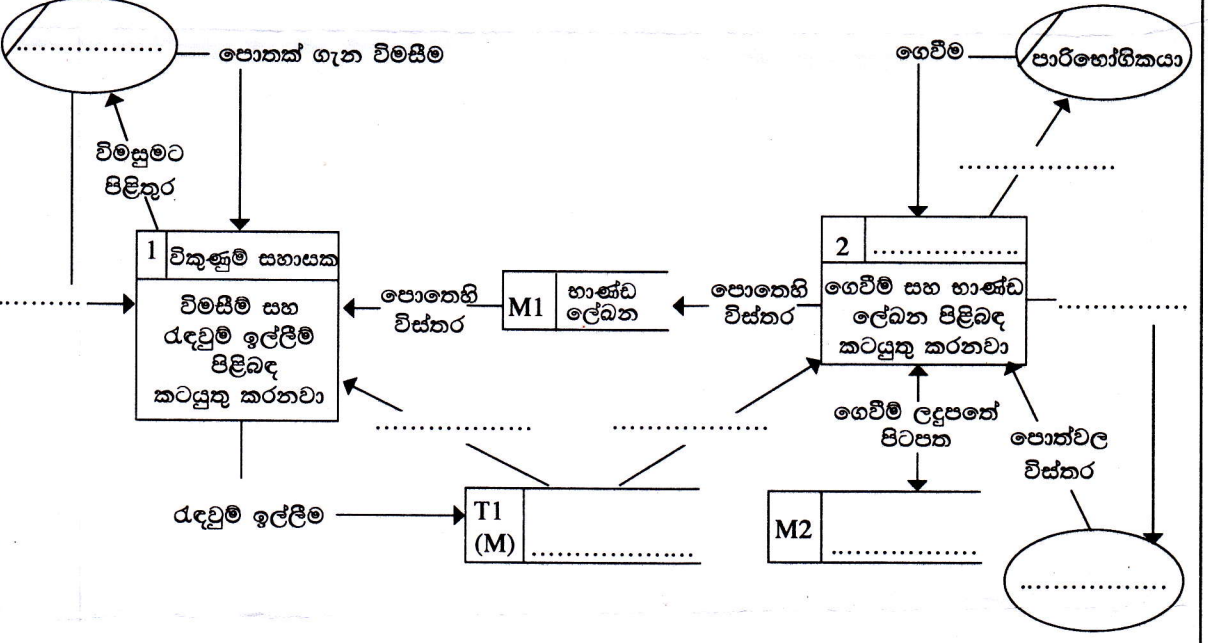 ..................
පොතක් ගැන විමසීම
ගෙවීම
පාරිභෝගිකයා
විමසුමට
පිළිතුර
...................
1 විකුණුම් සහාසක
2 ..................
...........
විමසීම් සහ
රැඳවුම් ඉල්ලීම්
පිළිබඳ
කටයුතු කරනවා
පොතෙහි
විස්තර
M1 භාණ්ඩ
ලේඛන
පොතෙහි
විස්තර
ගෙවීම් සහ භාණ්ඩ
ලේඛන පිළිබඳ
කටයුතු කරනවා
................
...................
...................
ගෙවීම් ලදුපතේ
පිටපත
පොත්වල
විස්තර
රැඳවුම් ඉල්ලීම
T1
(M) ....................
M2 ..................
..................